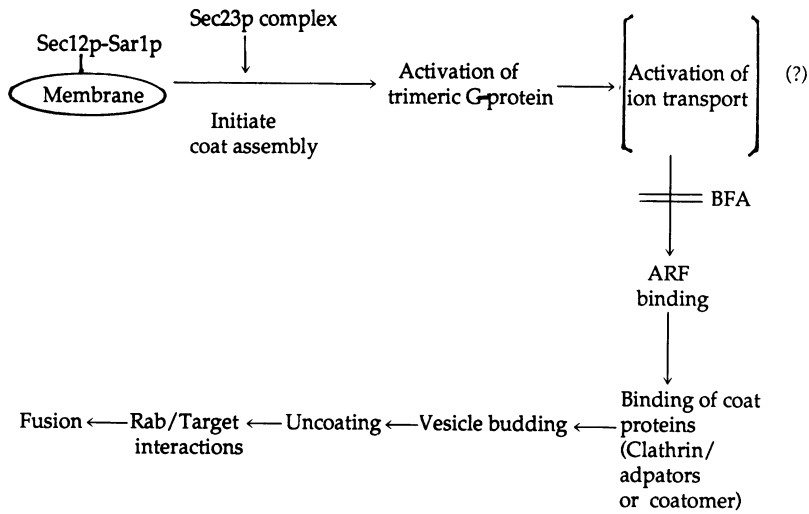 Sec23p complex
Sec12p-Sar1p
Membrane
Initiate
coat assembly
Activation of
trimeric G-protein
Activation of
ion transport
(?)
BFA
ARF
binding
Binding of coat
proteins
(Clathrin/
adpators
or coatomer)
Vesicle budding
Uncoating
Rab/Target
interactions
Fusion